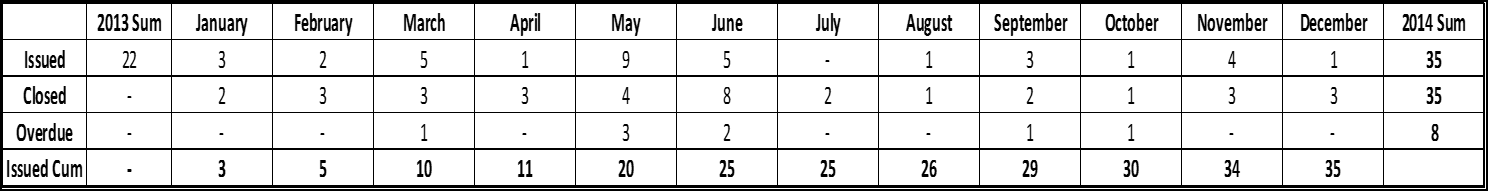 2013 Sum January February March April May June July August September October November December 2014 Sum
Issued 22 3 2 5 1 9 5 - 1 3 1 4 1 35
Closed - 2 3 3 3 4 8 2 1 2 1 3 3 35
Overdue - - - 1 - 3 2 - - 1 1 - - 8
Issued Cum - 3 5 10 11 20 25 25 26 29 30 34 35